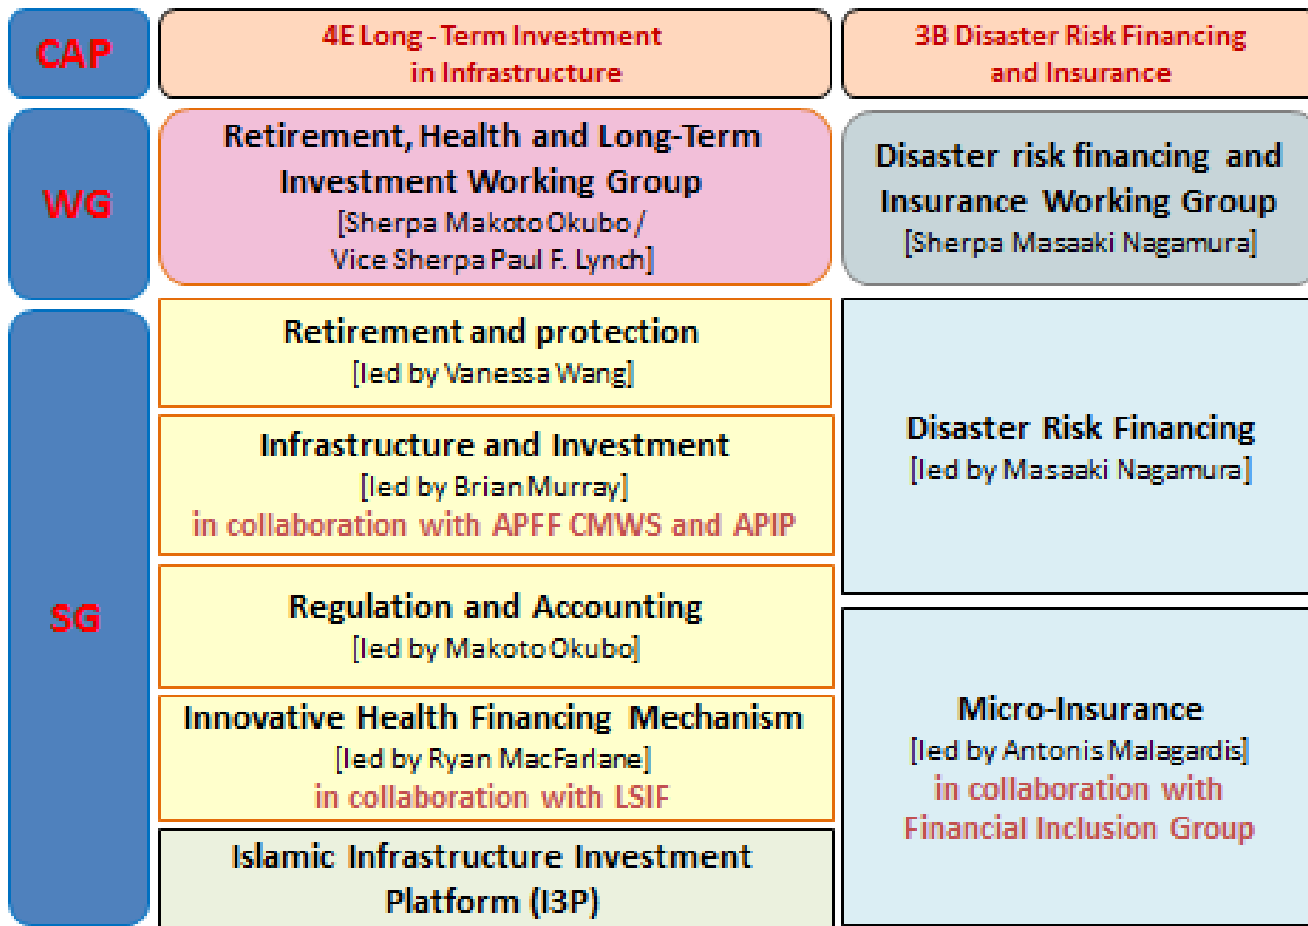 CAP
4E Long - Term Investment
in Infrastructure
3B Disaster Risk Financing
and Insurance
WG
Retirement, Health and Long-Term
Investment Working Group
[Sherpa Makoto Okubo /
Vice Sherpa Paul F. Lynch]
Disaster risk financing and
Insurance Working Group
[Sherpa Masaaki Nagamura]
SG
Retirement and protection
[led by Vanessa Wang]
Infrastructure and Investment
[led by Brian Murray]
in collaboration with APFF CMWS and APIP
Regulation and Accounting
[led by Makoto Okubo]
Innovative Health Financing Mechanism
[led by Ryan MacFarlane]
in collaboration with LSIF
Islamic Infrastructure Investment
Platform (I3P)
Disaster Risk Financing
[led by Masaaki Nagamura]
Micro-Insurance
[led by Antonis Malagardis]
in collaboration with
Financial Inclusion Group